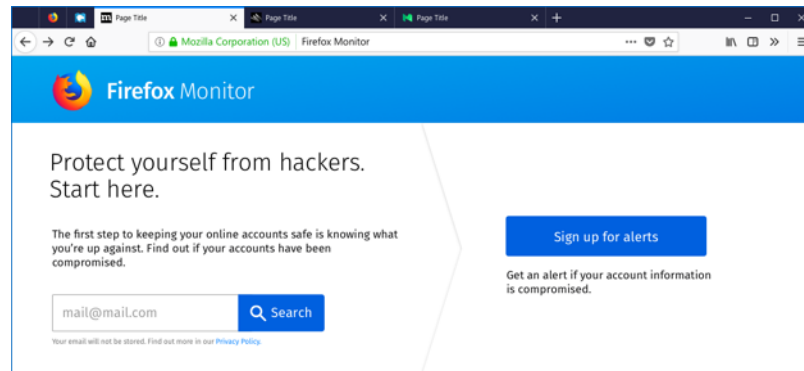 Page Title
Page Title
Page Title
Mozilla Corporation (US) Firefox Monitor
Firefox Monitor
Protect yourself from hackers.
Start here.
The first step to keeping your online accounts safe is knowing what
you're up against. Find out if your accounts have been
compromised.
mail@mail.com
Search
Your email will not be stored. Find out more in our Privacy Policy.
Sign up for alerts
Get an alert if your account information
is compromised.